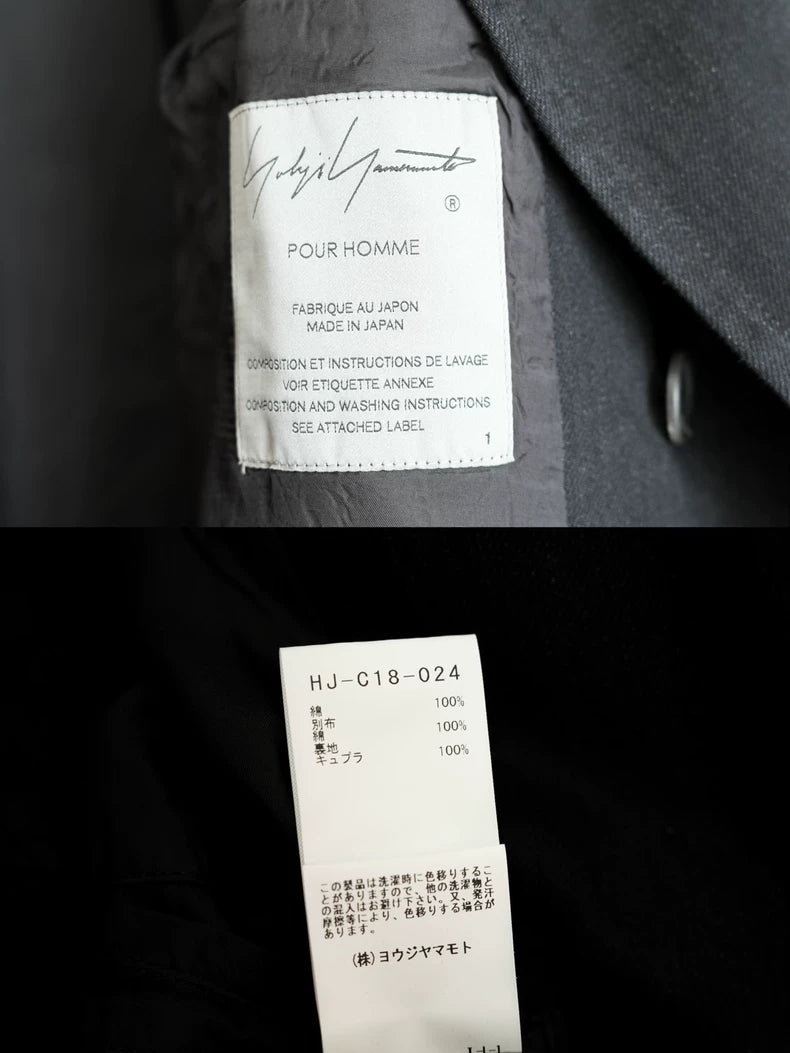 Yohji Yamamoto
®
POUR HOMME
FABRIQUE AU JAPON
MADE IN JAPAN
COMPOSITION ET INSTRUCTIONS DE LAVAGE
VOIR ETIQUETTE ANNEXE
COMPOSITION AND WASHING INSTRUCTIONS
SEE ATTACHED LABEL
1
HJ-C18-024
綿 100%
別布
綿 100%
裏地
キュプラ 100%
この製品は洗濯時に色移りするこ
とがありますので、他の洗濯物と
の混入はお避け下さい。又、発汗
摩擦等により、色移りする場合が
あります。
(株)ヨウジヤマモト